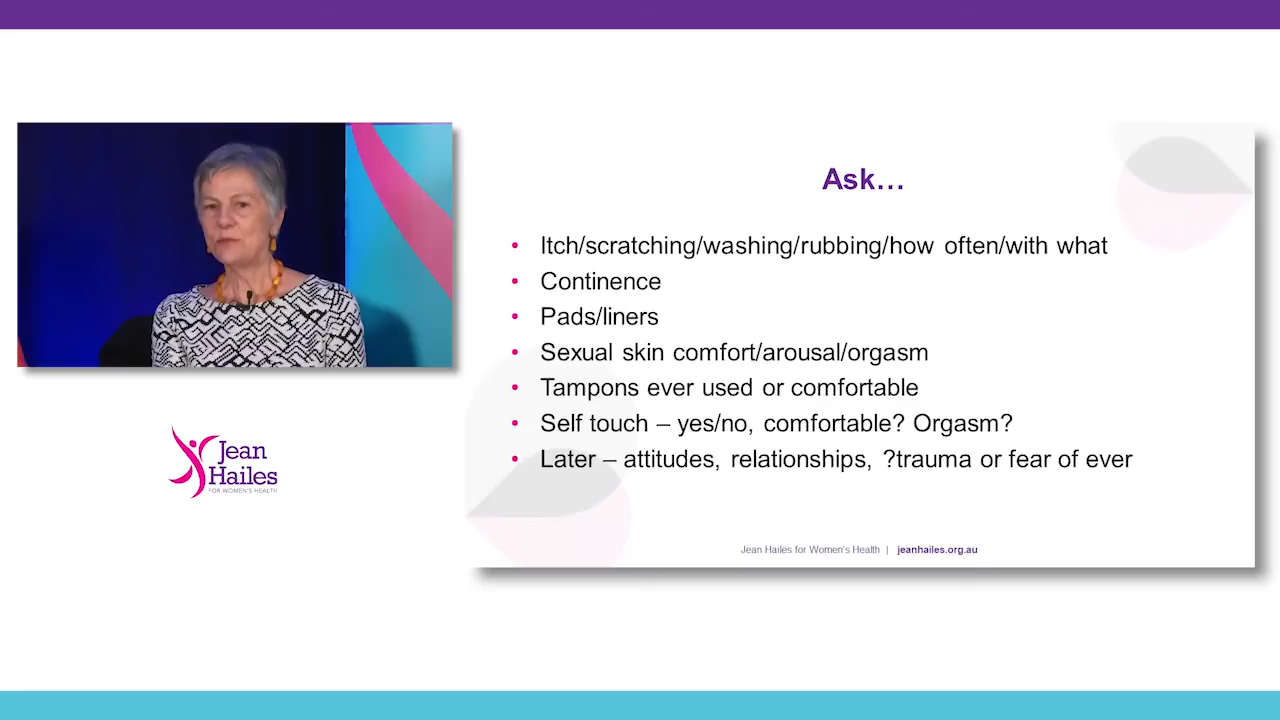 Ask…
• Itch/scratching/washing/rubbing/how often/with what
• Continence
• Pads/liners
• Sexual skin comfort/arousal/orgasm
• Tampons ever used or comfortable
• Self touch – yes/no, comfortable? Orgasm?
• Later – attitudes, relationships, ?trauma or fear of ever
Jean
Hailes
FOR WOMEN'S HEALTH
Jean Hailes for Women's Health | jeanhailes.org.au